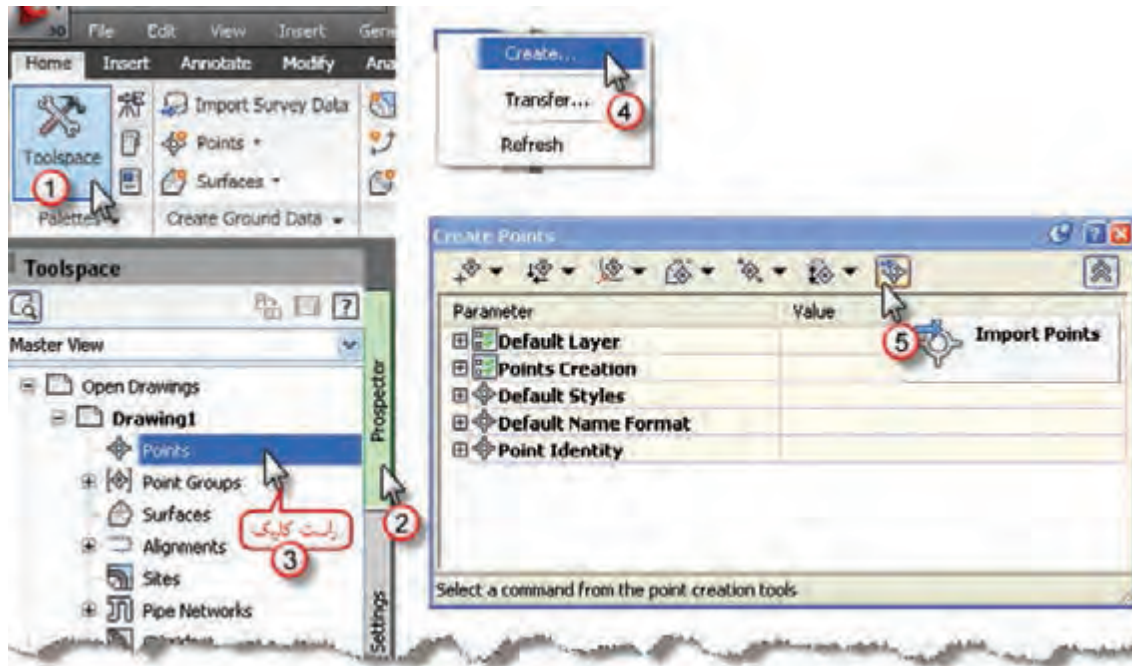 3D
File Edit View Insert Gene
Home Insert Annotate Modify Ana
Import Survey Data
Points
Toolspace
Surfaces
1
Palettes
Create Ground Data
Toolspace
Master View
Open Drawings
Drawing1
Points
Point Groups
Surfaces
راست کلیک
3
Alignments
Sites
Pipe Networks
Prospector
2
Settings
Create...
Transfer...
4
Refresh
Create Points
Parameter Value
5
Import Points
Default Layer
Points Creation
Default Styles
Default Name Format
Point Identity
Select a command from the point creation tools